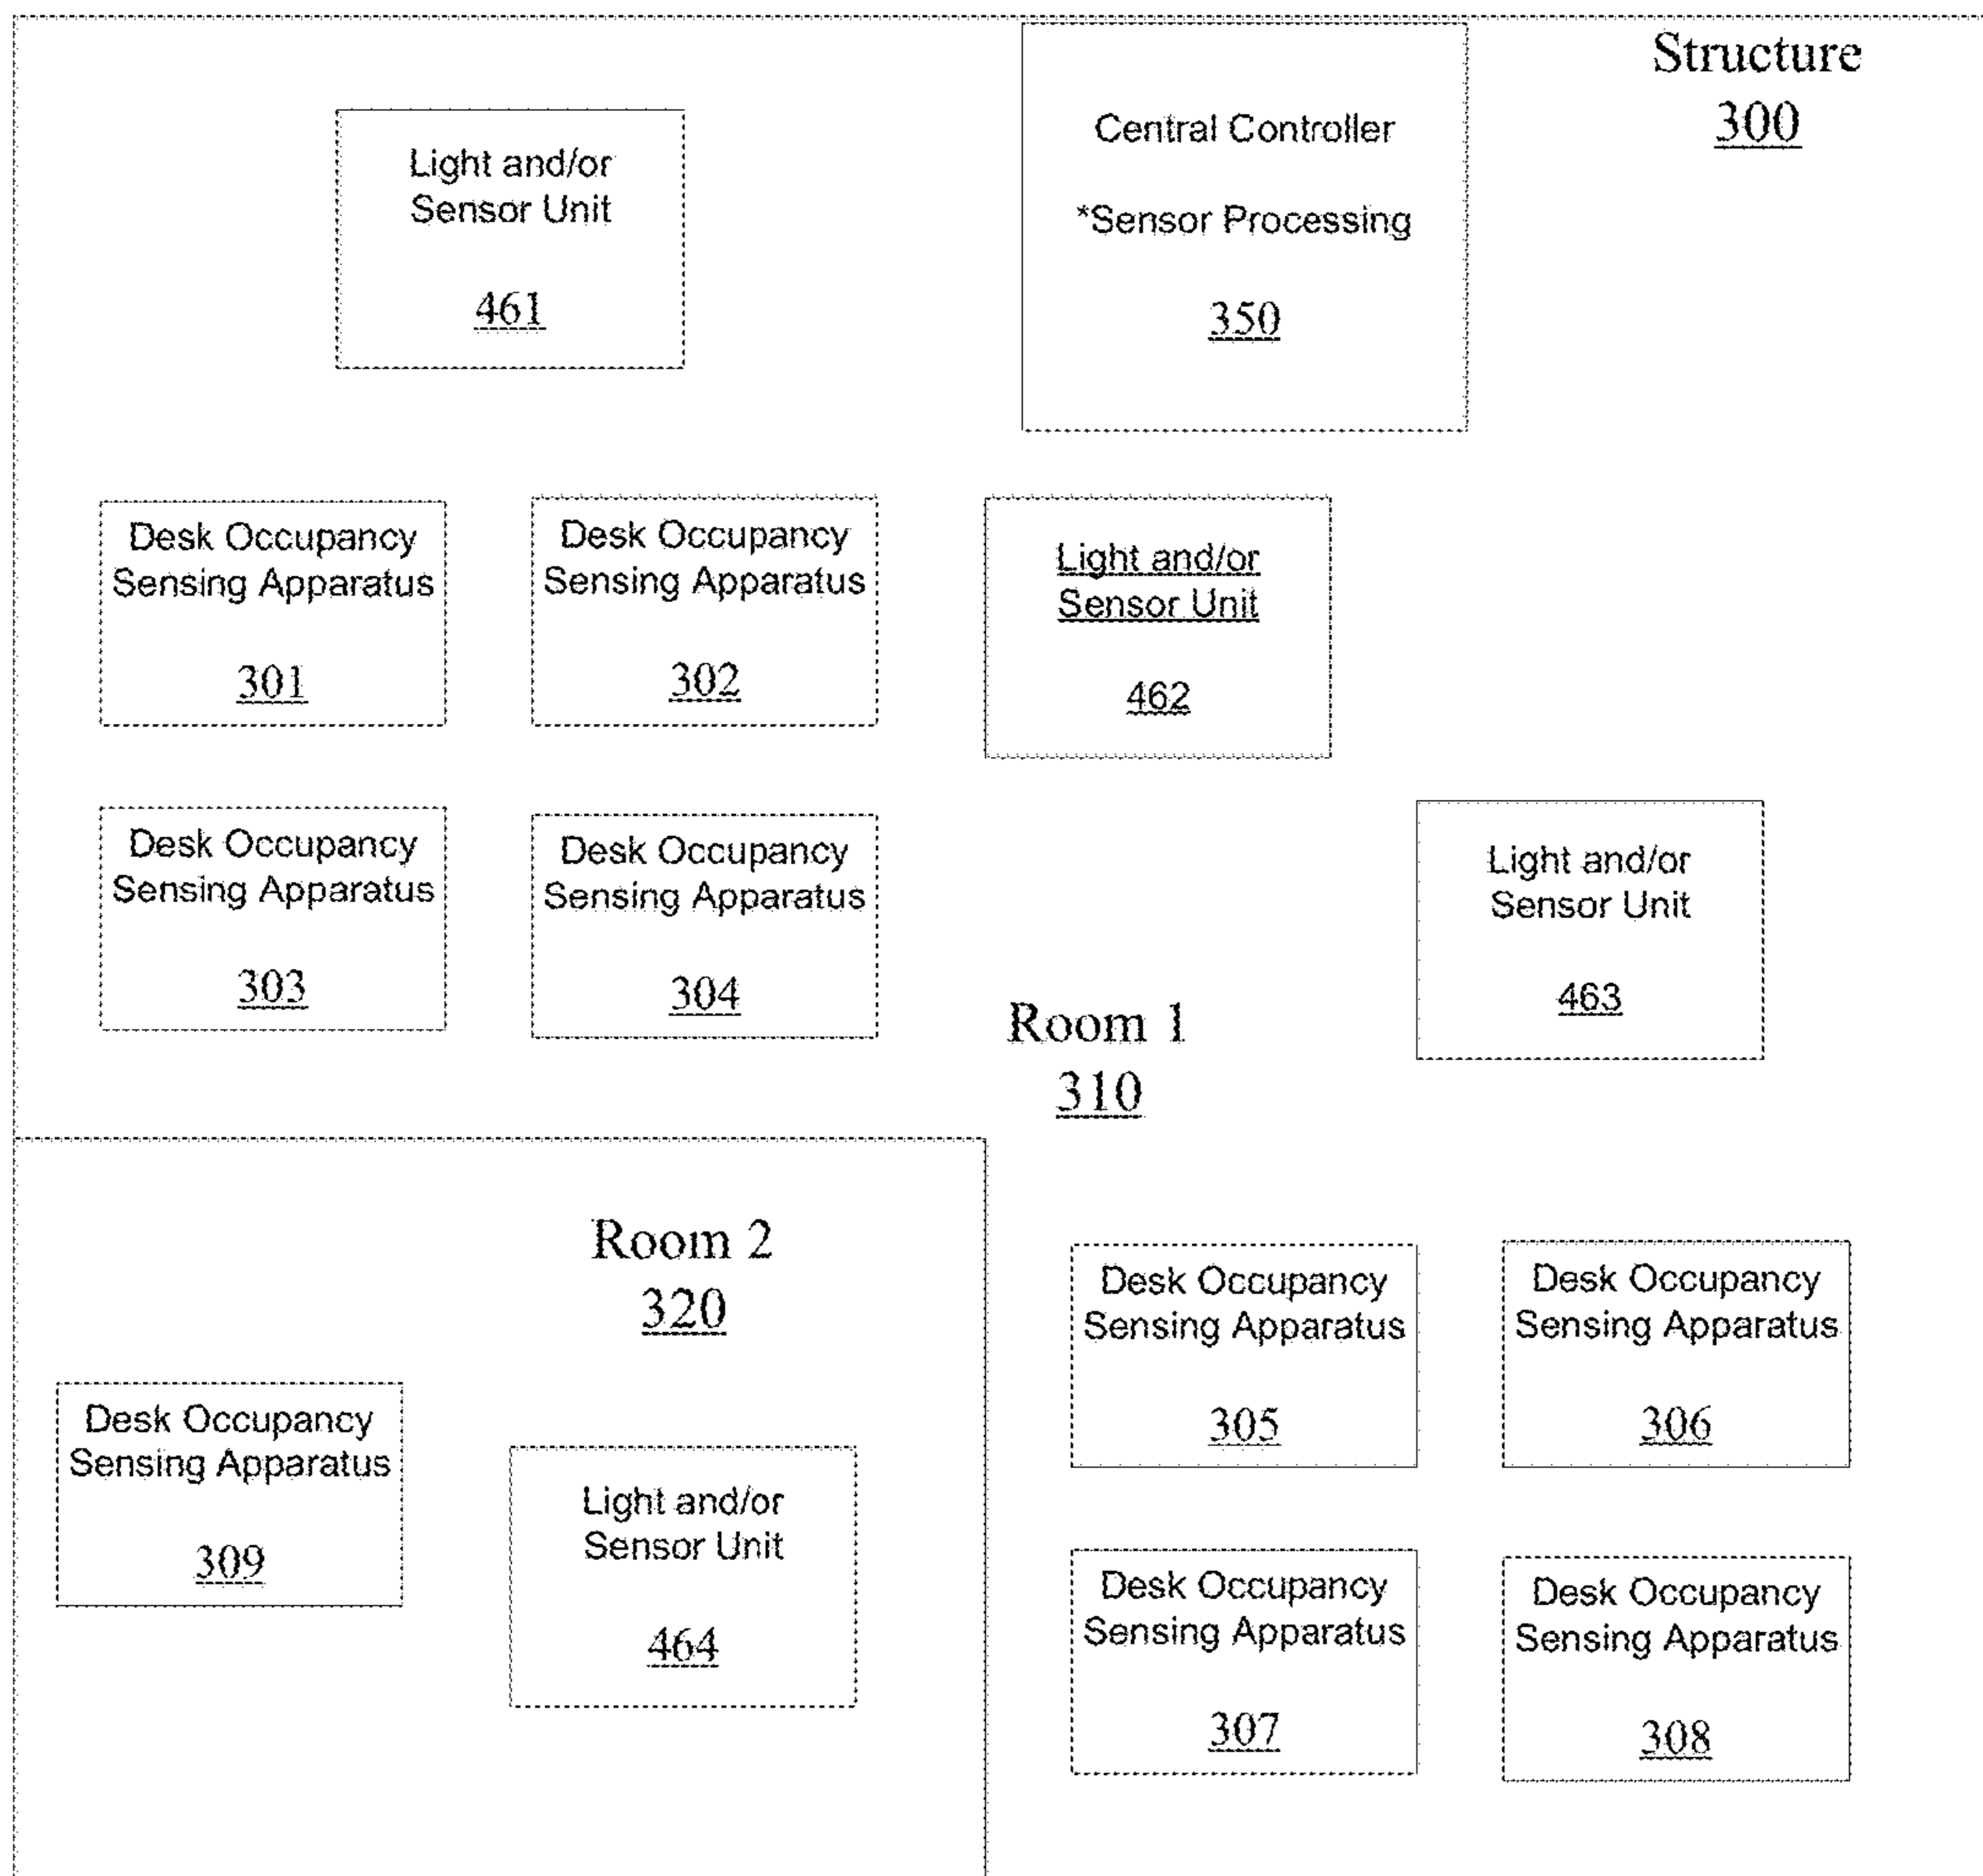 Structure
300
Light and/or
Sensor Unit
461
Central Controller
*Sensor Processing
350
Desk Occupancy
Sensing Apparatus
301
Desk Occupancy
Sensing Apparatus
302
Light and/or
Sensor Unit
462
Desk Occupancy
Sensing Apparatus
303
Desk Occupancy
Sensing Apparatus
304
Light and/or
Sensor Unit
463
Room 1
310
Room 2
320
Desk Occupancy
Sensing Apparatus
309
Light and/or
Sensor Unit
464
Desk Occupancy
Sensing Apparatus
305
Desk Occupancy
Sensing Apparatus
306
Desk Occupancy
Sensing Apparatus
307
Desk Occupancy
Sensing Apparatus
308